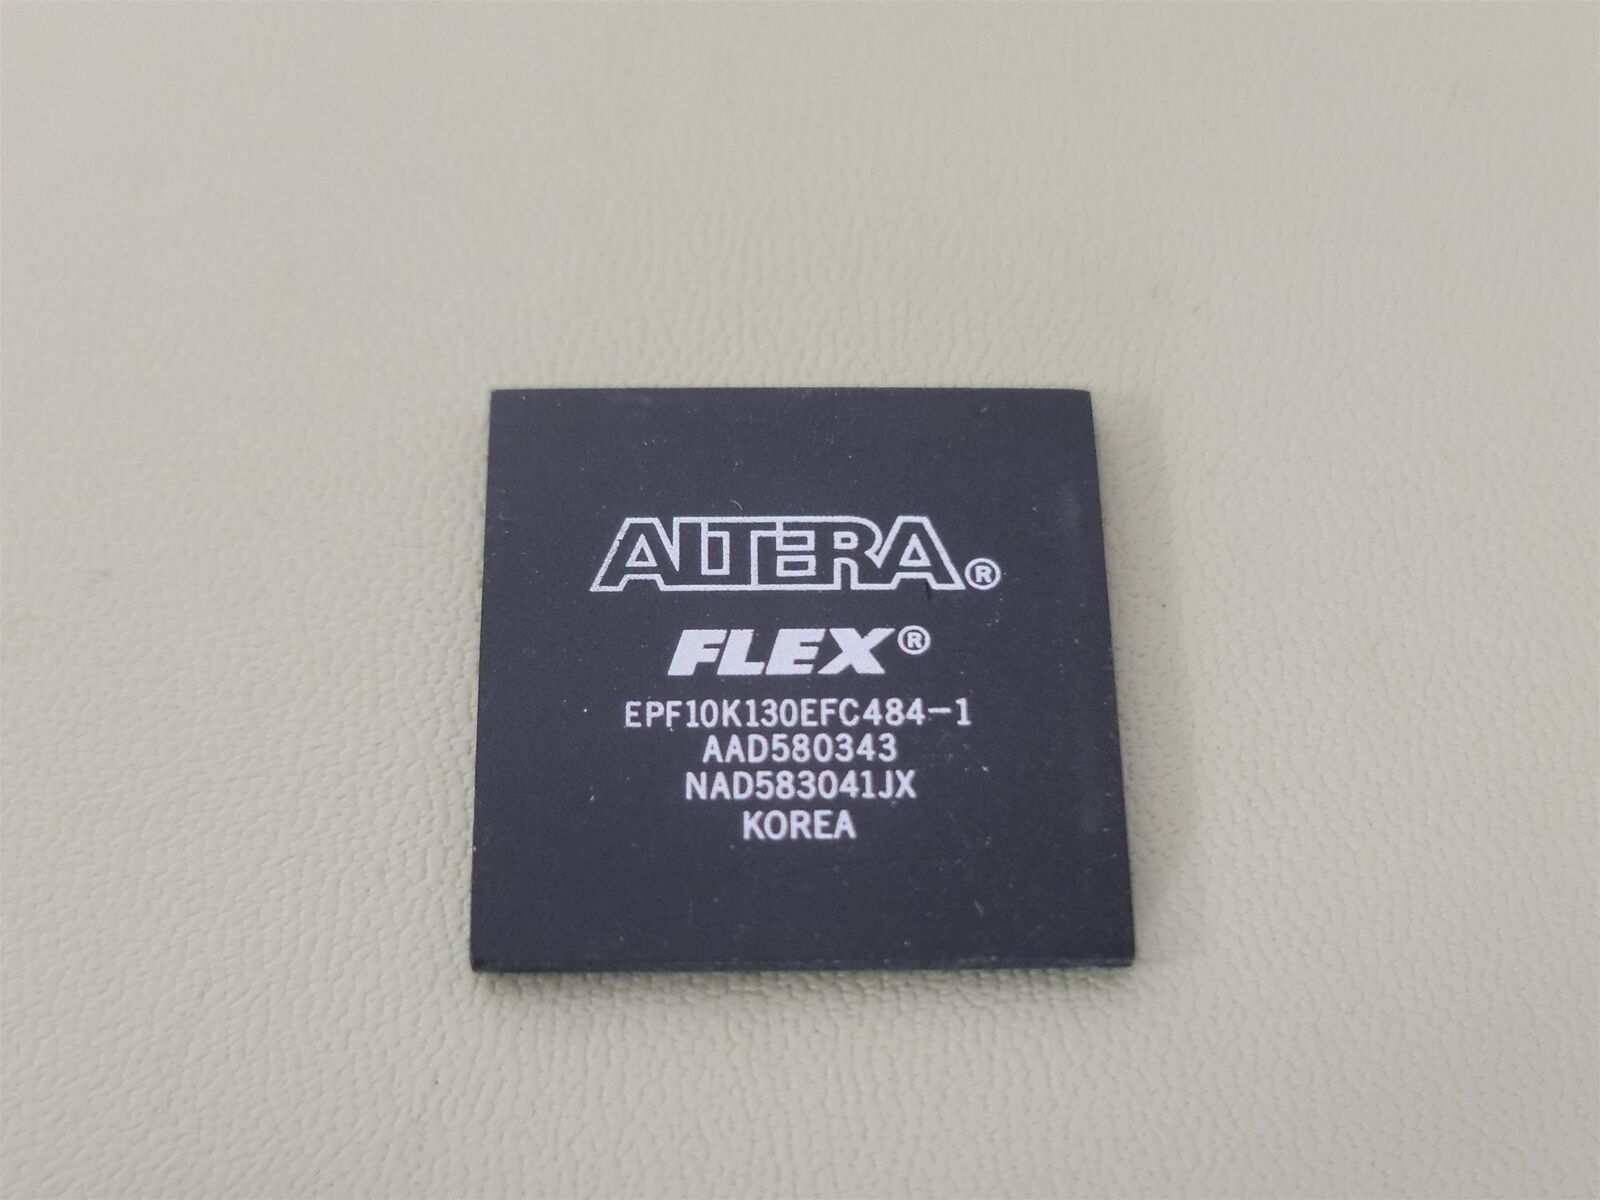 ALTERA®
FLEX®
EPF10K130EFC484-1
AAD580343
NAD583041JX
KOREA